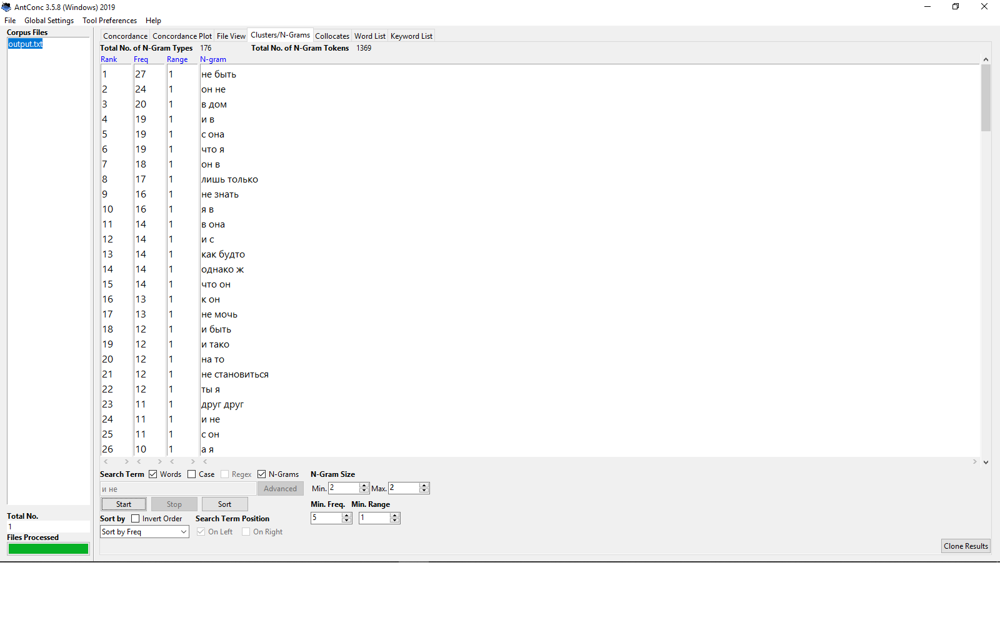 AntConc 3.5.8 (Windows) 2019
File Global Settings Tool Preferences Help
Corpus Files
output.txt
Concordance Concordance Plot File View Clusters/N-Grams Collocates Word List Keyword List
Total No. of N-Gram Types 176 Total No. of N-Gram Tokens 1369
Rank Freq Range N-gram
1 27 1 не быть
2 24 1 он не
3 20 1 в дом
4 19 1 и в
5 19 1 с она
6 19 1 что я
7 18 1 он в
8 17 1 лишь только
9 16 1 не знать
10 16 1 я в
11 14 1 в она
12 14 1 и с
13 14 1 как будто
14 14 1 однако ж
15 14 1 что он
16 13 1 к он
17 13 1 не мочь
18 12 1 и быть
19 12 1 и тако
20 12 1 на то
21 12 1 не становиться
22 12 1 ты я
23 11 1 друг друг
24 11 1 и не
25 11 1 с он
26 10 1 а я
Search Term Words Case Regex N-Grams N-Gram Size
и не Advanced Min. 2 Max. 2
Start Stop Sort Min. Freq. Min. Range
5 1
Sort by Invert Order Search Term Position
Sort by Freq On Left On Right
Total No.
1
Files Processed
Clone Results